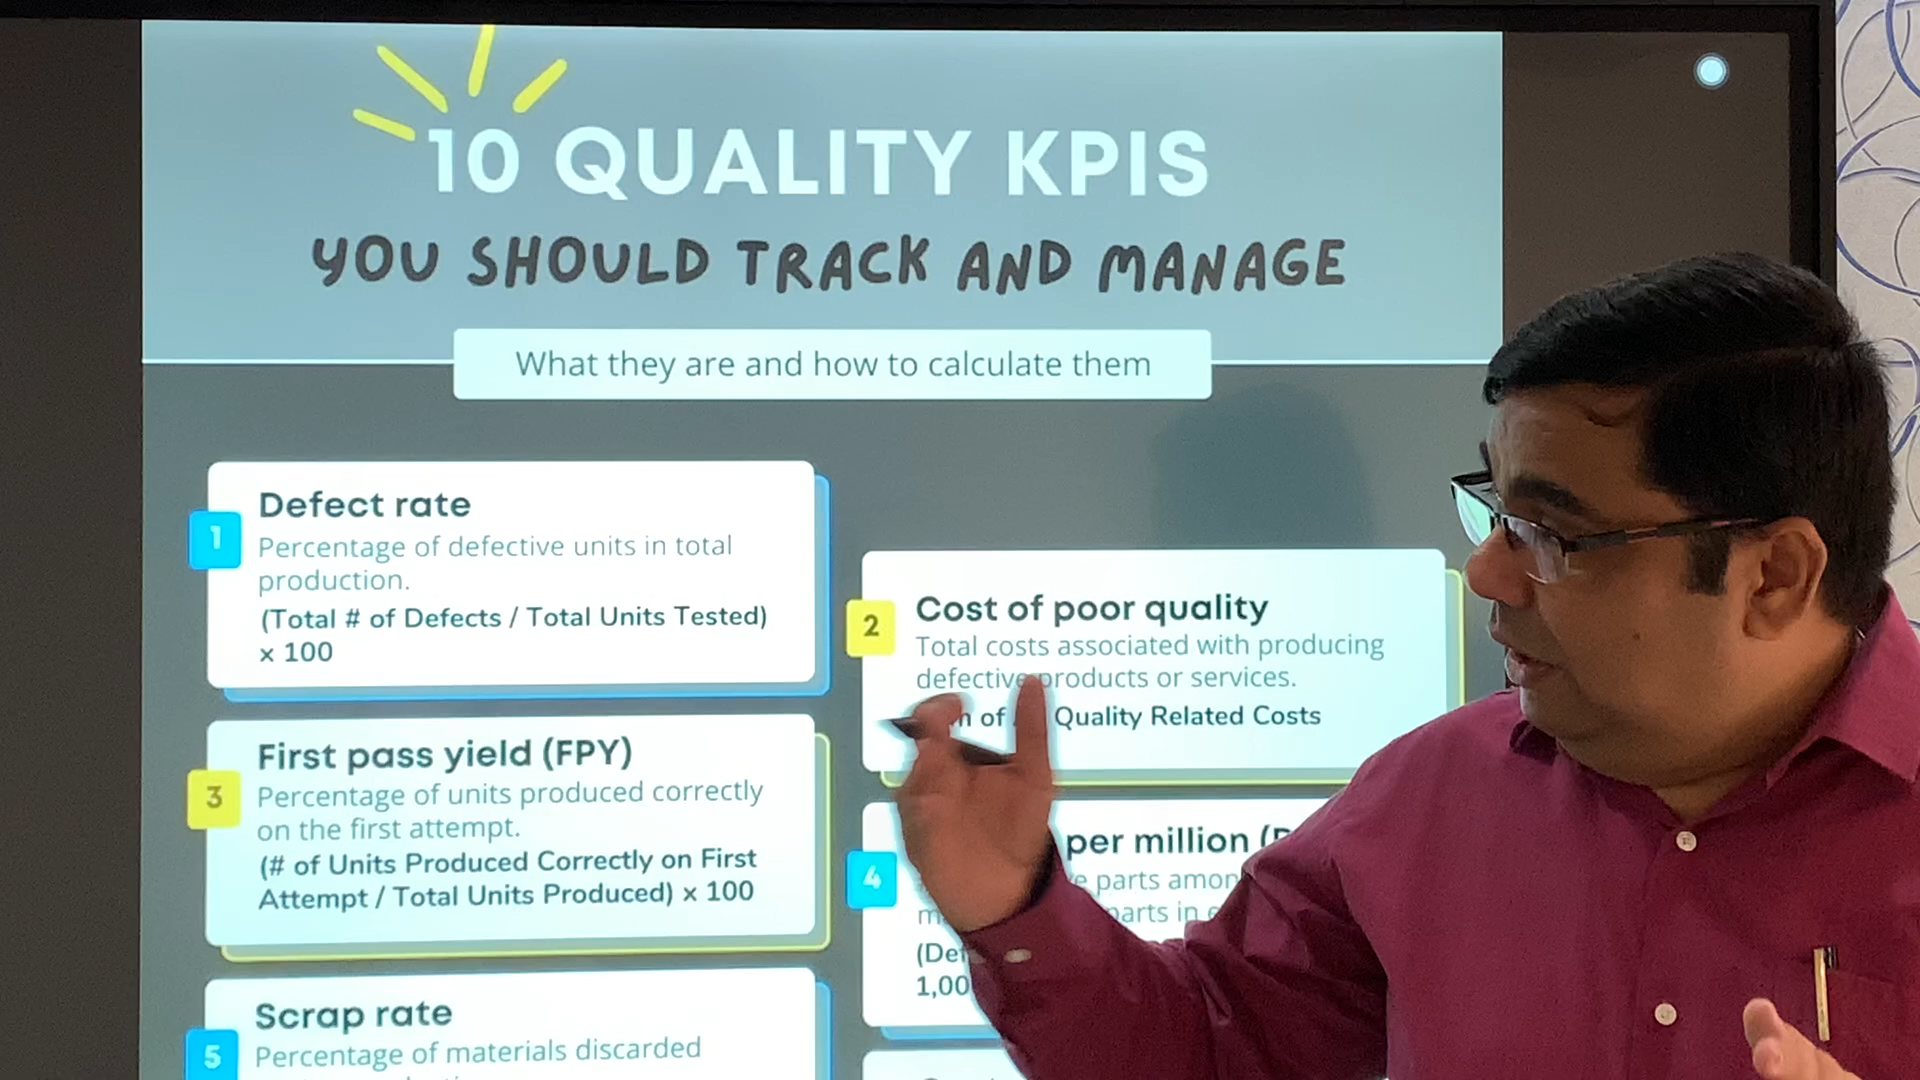 10 QUALITY KPIS
YOU SHOULD TRACK AND MANAGE
What they are and how to calculate them
1
Defect rate
Percentage of defective units in total
production.
(Total # of Defects / Total Units Tested)
x 100
2
Cost of poor quality
Total costs associated with producing
defective products or services.
of Quality Related Costs
3
First pass yield (FPY)
Percentage of units produced correctly
on the first attempt.
(# of Units Produced Correctly on First
Attempt / Total Units Produced) x 100
4
per million
parts
parts in
5
Scrap rate
Percentage of materials discarded